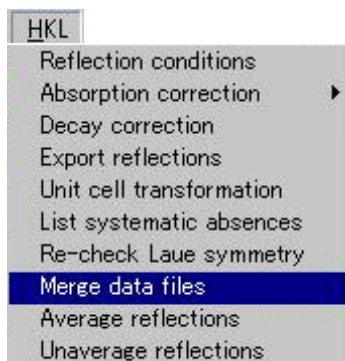 HKL
Reflection conditions
Absorption correction
Decay correction
Export reflections
Unit cell transformation
List systematic absences
Re-check Laue symmetry
Merge data files
Average reflections
Unaverage reflections